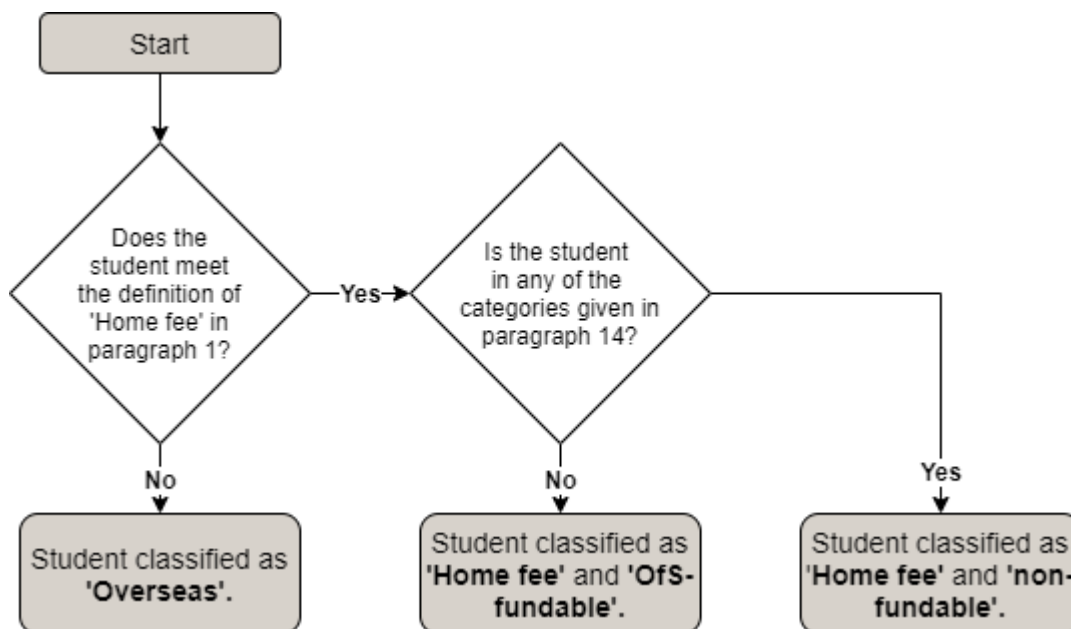 Start
Does the
student meet
the definition of
'Home fee' in
paragraph 1?
Yes
Is the student
in any of the
categories given in
paragraph 14?
No
No
Yes
Student classified as
'Overseas'.
Student classified as
'Home fee' and 'OfS-
fundable'.
Student classified as
'Home fee' and 'non-
fundable'.